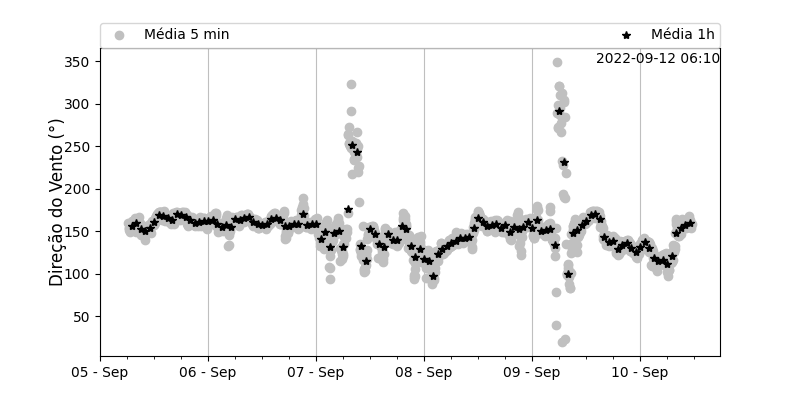 Média 5 min
Média 1h
2022-09-12 06:10
Direção do Vento (°)
350
300
250
200
150
100
50
05 - Sep
06 - Sep
07 - Sep
08 - Sep
09 - Sep
10 - Sep